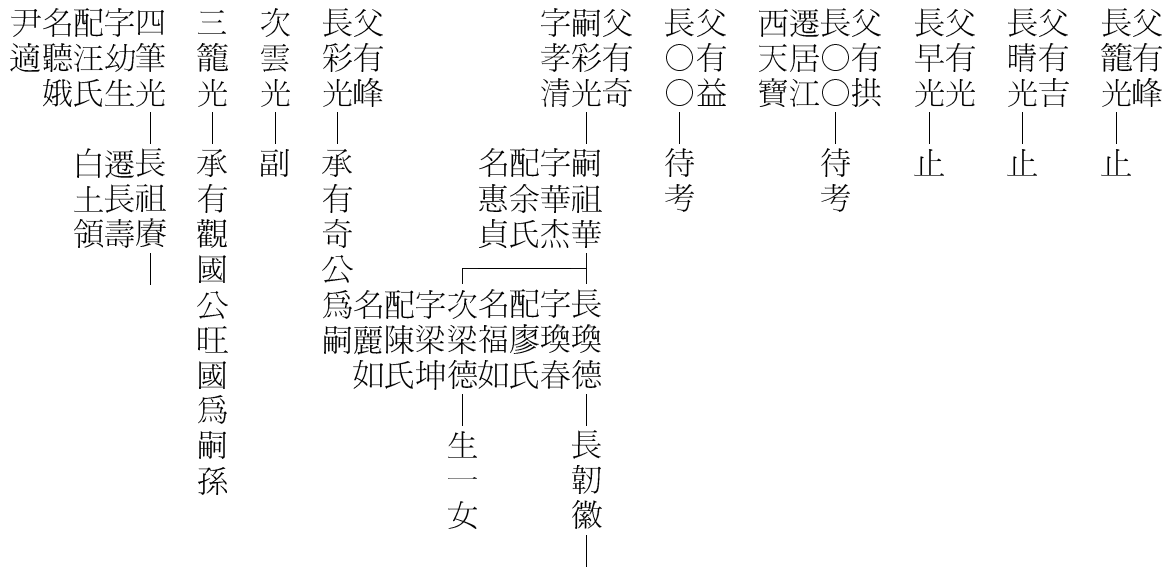 父有峰
長籠光
止
父有吉
長晴光
止
父有光
長早光
止
父有拱
長〇〇
遷居江
西天寶
待考
父有益
長〇〇
待考
父有奇
嗣彩光
字孝清
嗣祖華
字華杰
配余氏
名惠貞
長瑍德
字瑍春
配廖氏
名福如
長韌徽
次梁德
字梁坤
配陳氏
名麗如
生一女
父有峰
長彩光
承有奇公爲嗣
次雲光
副
三籠光
承有觀國公旺國爲嗣孫
四筆光
字幼生
配汪氏
名聽娥
尹適
長祖賡
遷長壽
白土領